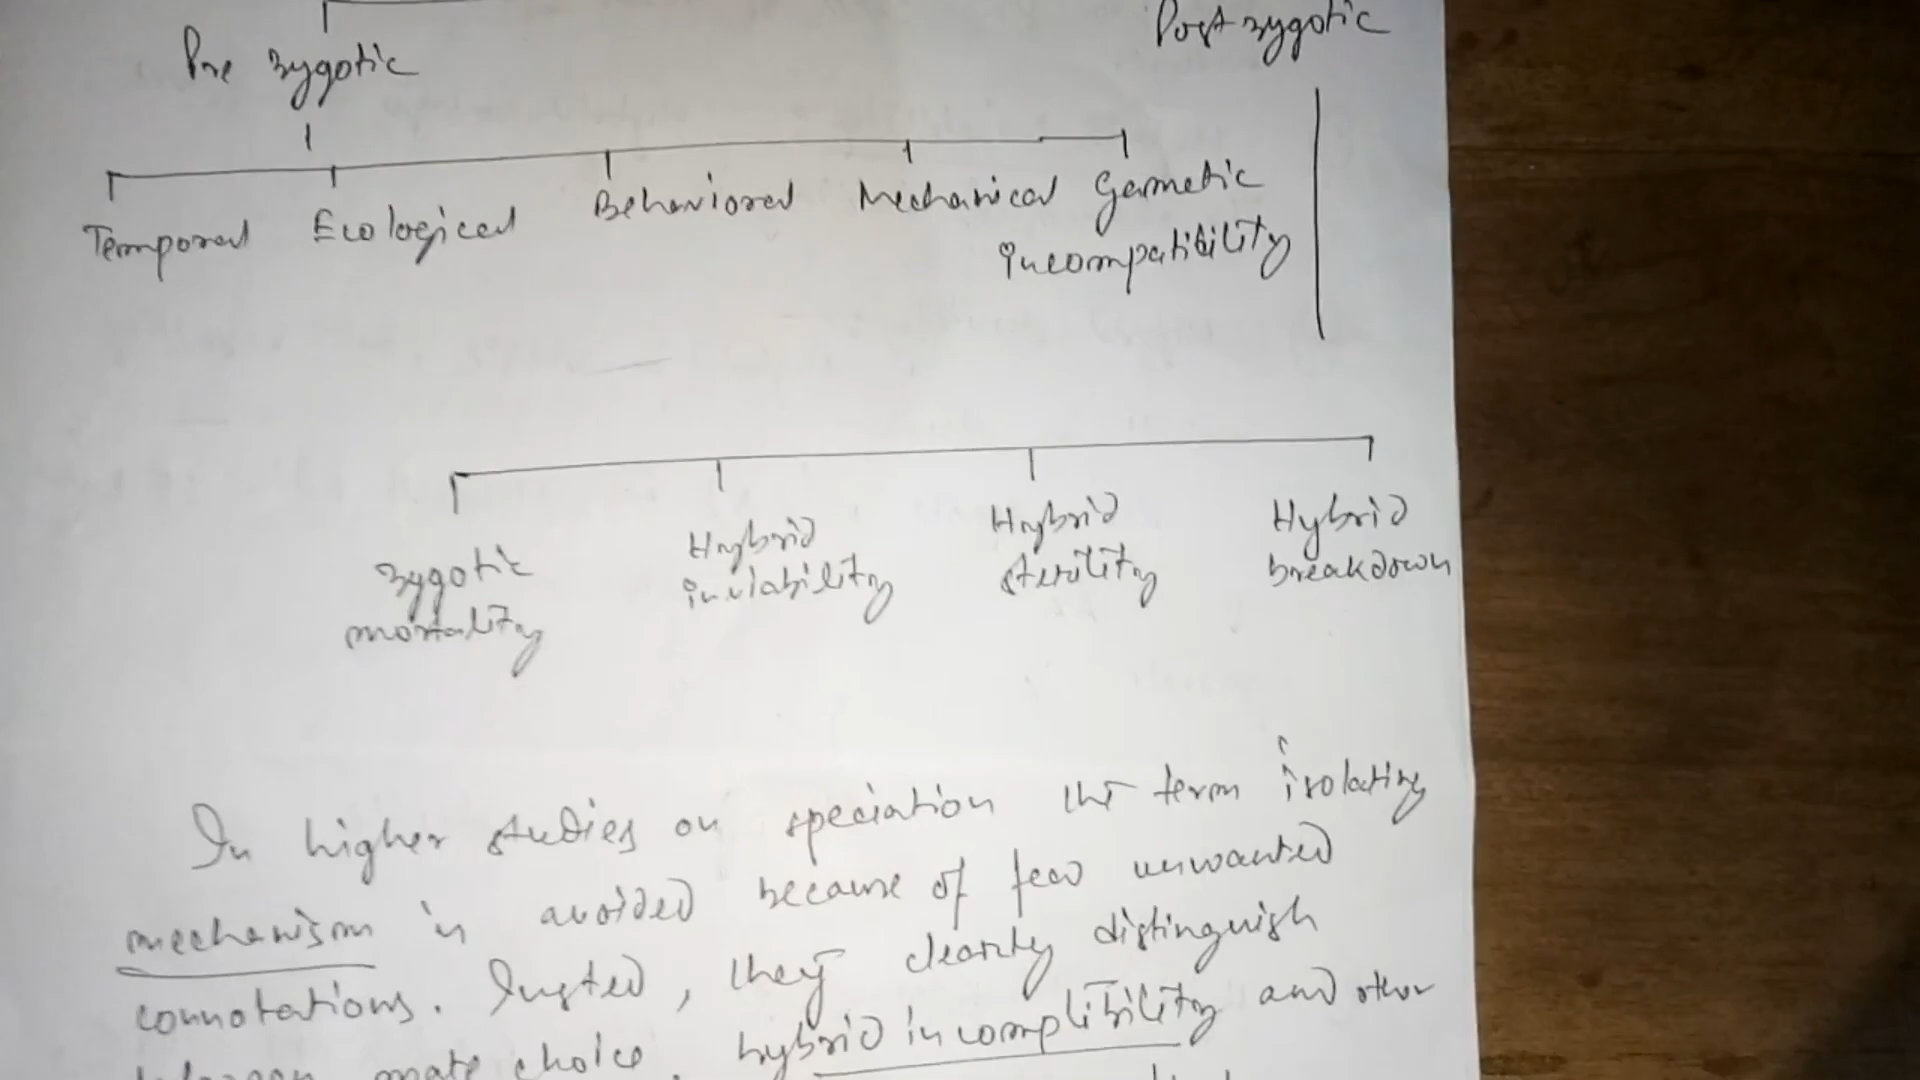 Pre zygotic
Post zygotic
Temporal Ecological Behavioral Mechanical Gametic
incompatibility
Zygotic
mortality
Hybrid
inviability
Hybrid
sterility
Hybrid
breakdown
In higher studies on speciation the term isolating
mechanism is avoided because of few unwanted
connotations. Insted, they clearly distinguish
between mate choice, hybrid incomplibility and other